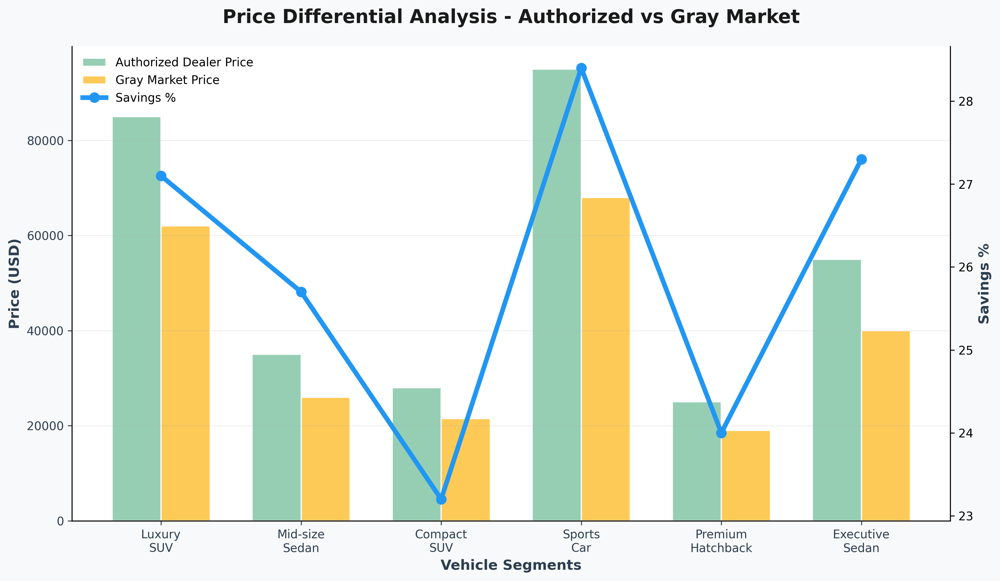 Price Differential Analysis - Authorized vs Gray Market
Authorized Dealer Price
Gray Market Price
Savings %
Price (USD)
80000
60000
40000
20000
0
28
27
26
25
24
23
Savings %
Luxury
SUV
Mid-size
Sedan
Compact
SUV
Sports
Car
Premium
Hatchback
Executive
Sedan
Vehicle Segments